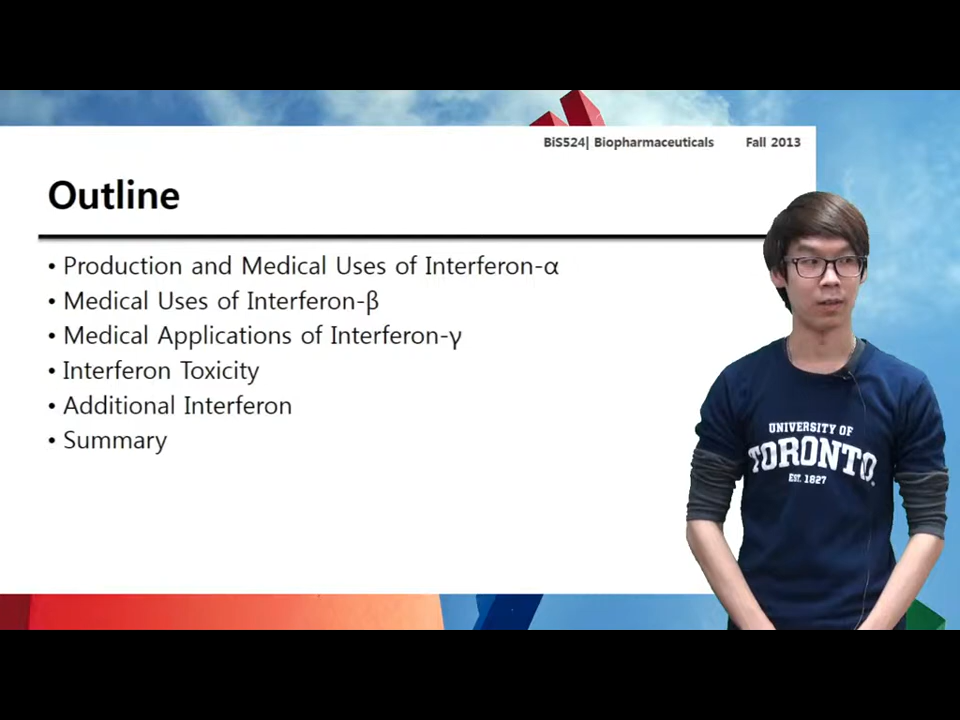 BiS524| Biopharmaceuticals Fall 2013
Outline
• Production and Medical Uses of Interferon-α
• Medical Uses of Interferon-β
• Medical Applications of Interferon-γ
• Interferon Toxicity
• Additional Interferon
• Summary
UNIVERSITY OF
TORONTO
EST. 1827